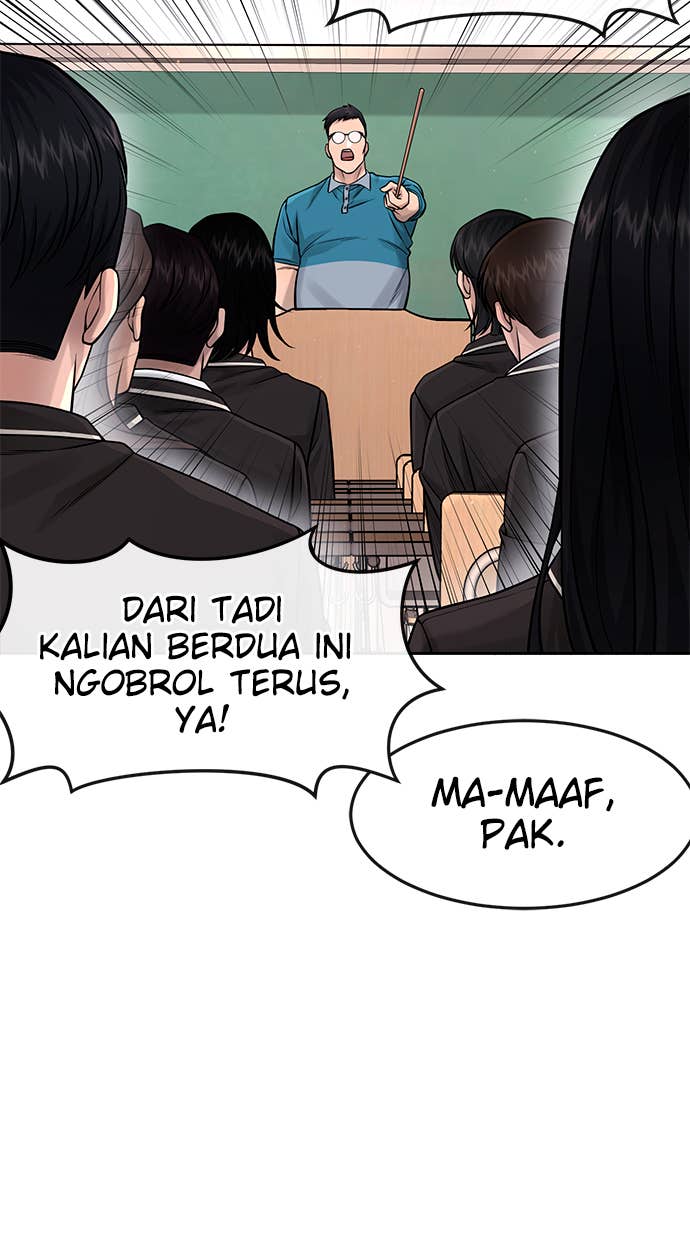 DARI TADI
KALIAN BERDUA INI
NGOBROL TERUS,
YA!
MA-MAAF,
PAK.